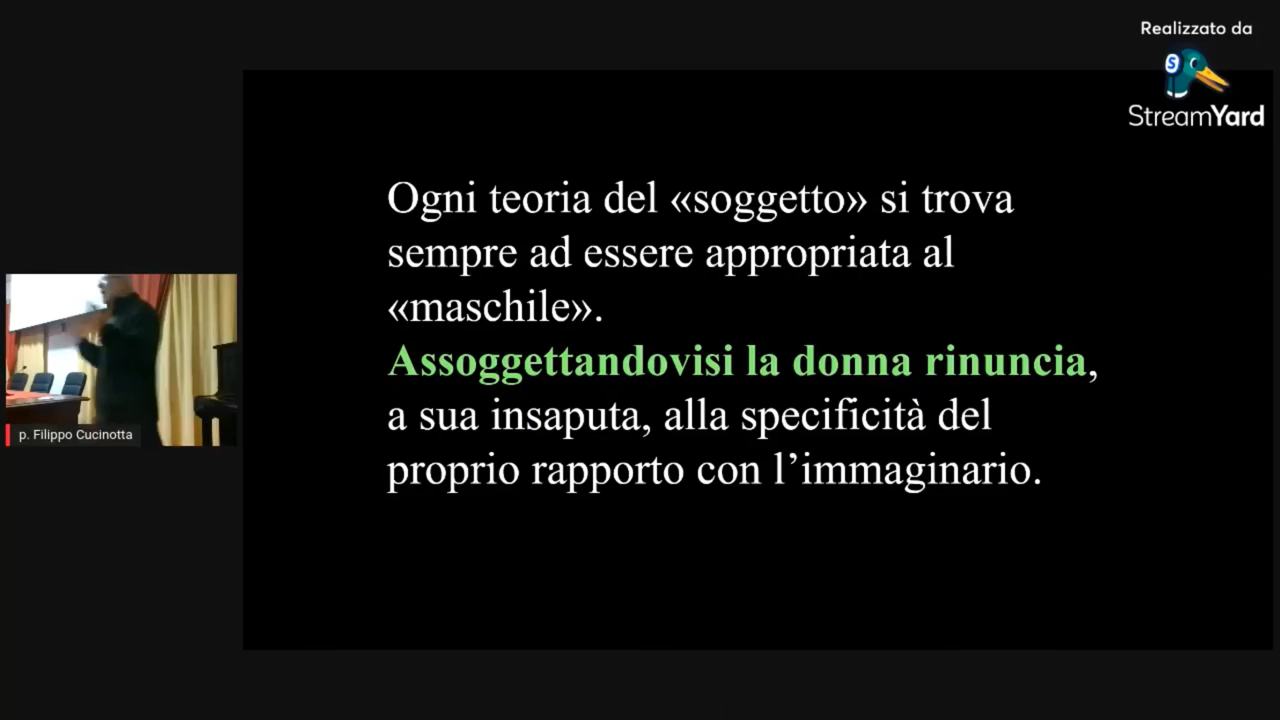 Realizzato da
S
StreamYard
Ogni teoria del «soggetto» si trova
sempre ad essere appropriata al
«maschile».
Assoggettandovisi la donna rinuncia,
a sua insaputa, alla specificità del
proprio rapporto con l’immaginario.
p. Filippo Cucinotta